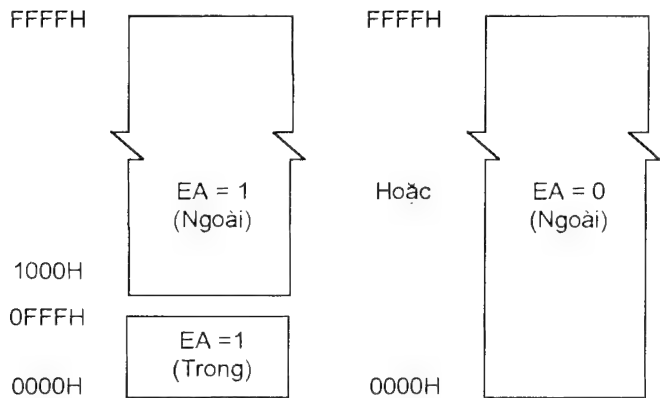 FFFFH FFFFH
EA = 1 Hoặc EA = 0
(Ngoài) (Ngoài)
1000H
0FFFH
EA =1
(Trong)
0000H 0000H